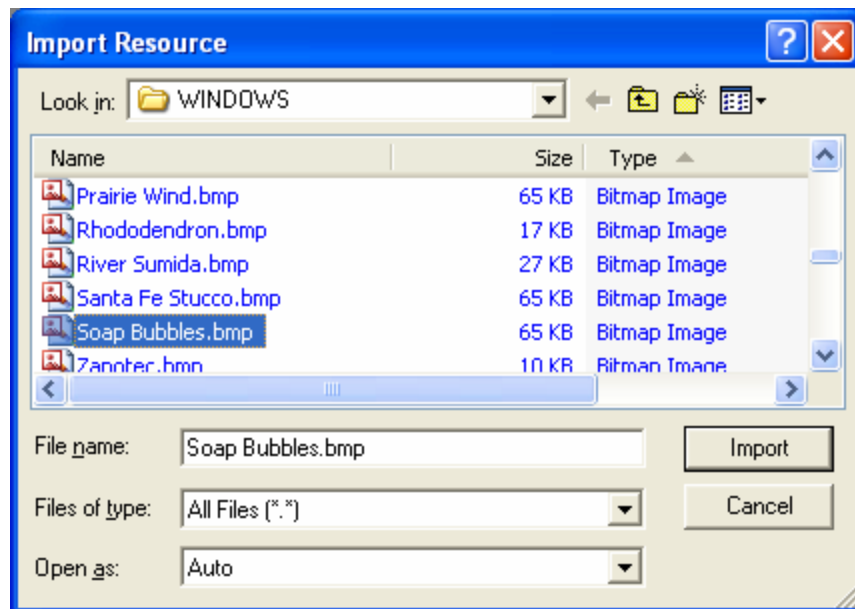 Import Resource
Look in: WINDOWS
Name Size Type
Prairie Wind.bmp 65 KB Bitmap Image
Rhododendron.bmp 17 KB Bitmap Image
River Sumida.bmp 27 KB Bitmap Image
Santa Fe Stucco.bmp 65 KB Bitmap Image
Soap Bubbles.bmp 65 KB Bitmap Image
Zapotec.bmp 10 KB Bitmap Image
File name: Soap Bubbles.bmp Import
Files of type: All Files (*.*) Cancel
Open as: Auto